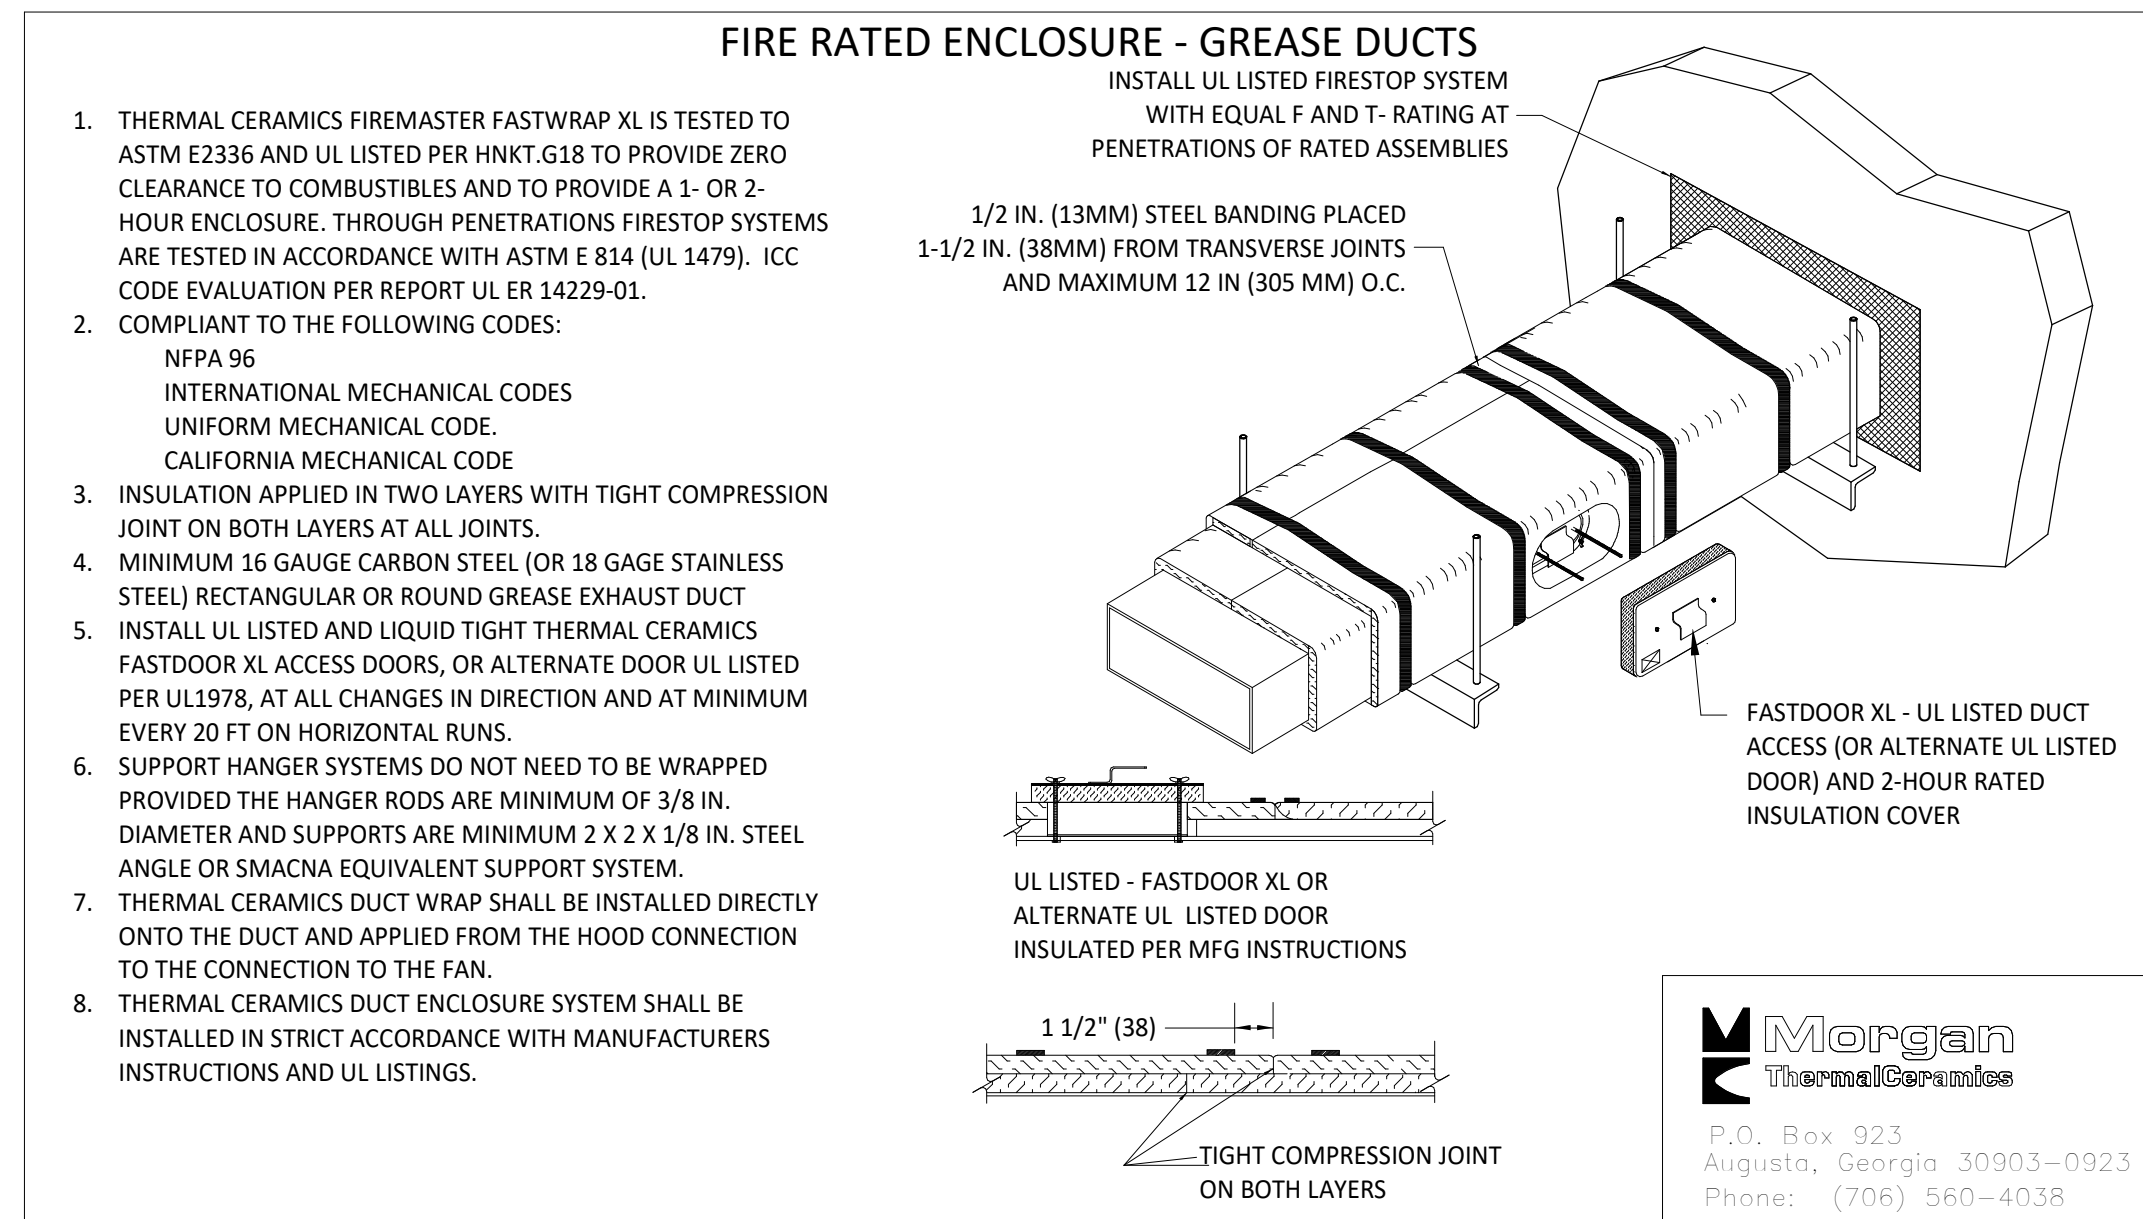 FIRE RATED ENCLOSURE - GREASE DUCTS
1. THERMAL CERAMICS FIREMASTER FASTWRAP XL IS TESTED TO
ASTM E2336 AND UL LISTED PER HNKT.G18 TO PROVIDE ZERO
CLEARANCE TO COMBUSTIBLES AND TO PROVIDE A 1- OR 2-
HOUR ENCLOSURE. THROUGH PENETRATIONS FIRESTOP SYSTEMS
ARE TESTED IN ACCORDANCE WITH ASTM E 814 (UL 1479). ICC
CODE EVALUATION PER REPORT UL ER 14229-01.
2. COMPLIANT TO THE FOLLOWING CODES:
NFPA 96
INTERNATIONAL MECHANICAL CODES
UNIFORM MECHANICAL CODE.
CALIFORNIA MECHANICAL CODE
3. INSULATION APPLIED IN TWO LAYERS WITH TIGHT COMPRESSION
JOINT ON BOTH LAYERS AT ALL JOINTS.
4. MINIMUM 16 GAUGE CARBON STEEL (OR 18 GAGE STAINLESS
STEEL) RECTANGULAR OR ROUND GREASE EXHAUST DUCT
5. INSTALL UL LISTED AND LIQUID TIGHT THERMAL CERAMICS
FASTDOOR XL ACCESS DOORS, OR ALTERNATE DOOR UL LISTED
PER UL1978, AT ALL CHANGES IN DIRECTION AND AT MINIMUM
EVERY 20 FT ON HORIZONTAL RUNS.
6. SUPPORT HANGER SYSTEMS DO NOT NEED TO BE WRAPPED
PROVIDED THE HANGER RODS ARE MINIMUM OF 3/8 IN.
DIAMETER AND SUPPORTS ARE MINIMUM 2 X 2 X 1/8 IN. STEEL
ANGLE OR SMACNA EQUIVALENT SUPPORT SYSTEM.
7. THERMAL CERAMICS DUCT WRAP SHALL BE INSTALLED DIRECTLY
ONTO THE DUCT AND APPLIED FROM THE HOOD CONNECTION
TO THE CONNECTION TO THE FAN.
8. THERMAL CERAMICS DUCT ENCLOSURE SYSTEM SHALL BE
INSTALLED IN STRICT ACCORDANCE WITH MANUFACTURERS
INSTRUCTIONS AND UL LISTINGS.
INSTALL UL LISTED FIRESTOP SYSTEM
WITH EQUAL F AND T- RATING AT
PENETRATIONS OF RATED ASSEMBLIES
1/2 IN. (13MM) STEEL BANDING PLACED
1-1/2 IN. (38MM) FROM TRANSVERSE JOINTS
AND MAXIMUM 12 IN (305 MM) O.C.
FASTDOOR XL - UL LISTED DUCT
ACCESS (OR ALTERNATE UL LISTED
DOOR) AND 2-HOUR RATED
INSULATION COVER
UL LISTED - FASTDOOR XL OR
ALTERNATE UL LISTED DOOR
INSULATED PER MFG INSTRUCTIONS
1 1/2" (38)
TIGHT COMPRESSION JOINT
ON BOTH LAYERS
Morgan
ThermalCeramics
P.O. Box 923
Augusta, Georgia 30903-0923
Phone: (706) 560-4038